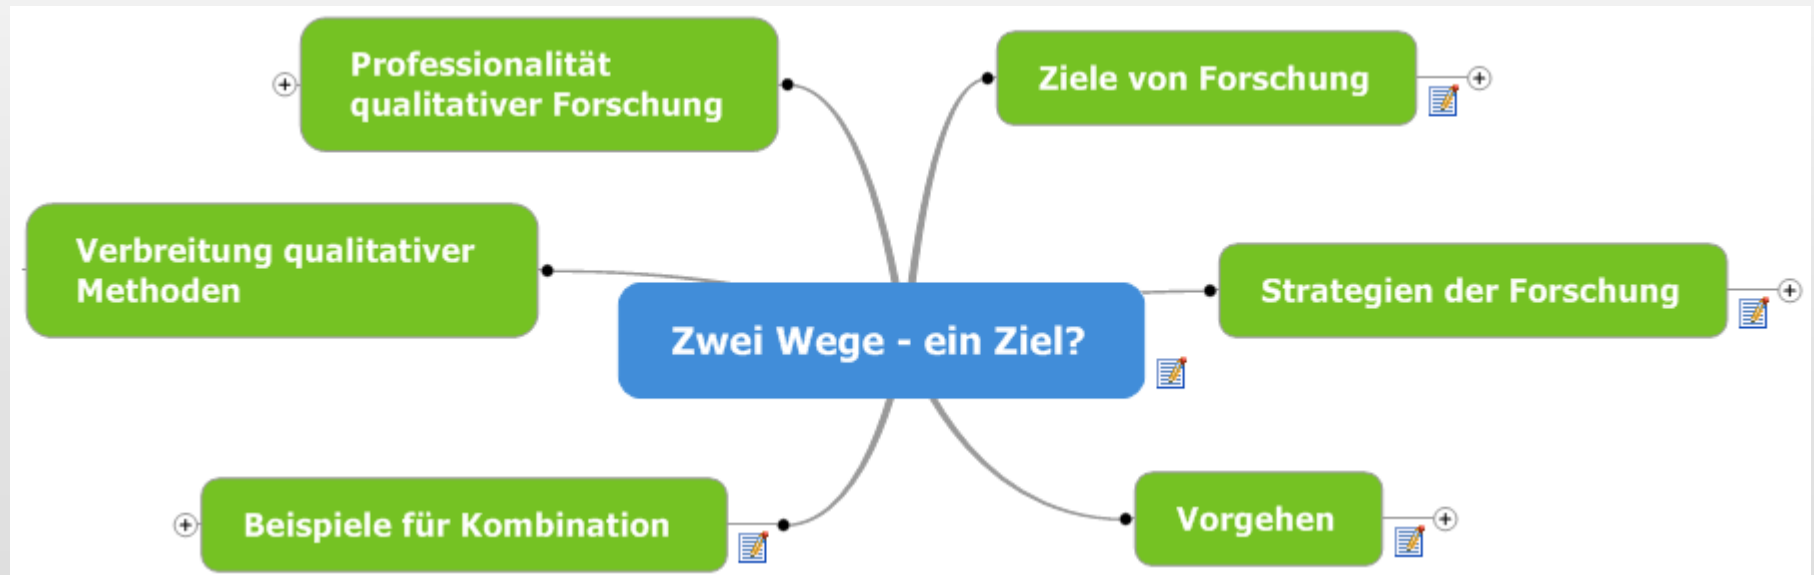 Professionalität
qualitativer Forschung
Ziele von Forschung
Verbreitung qualitativer
Methoden
Strategien der Forschung
Zwei Wege - ein Ziel?
Beispiele für Kombination
Vorgehen